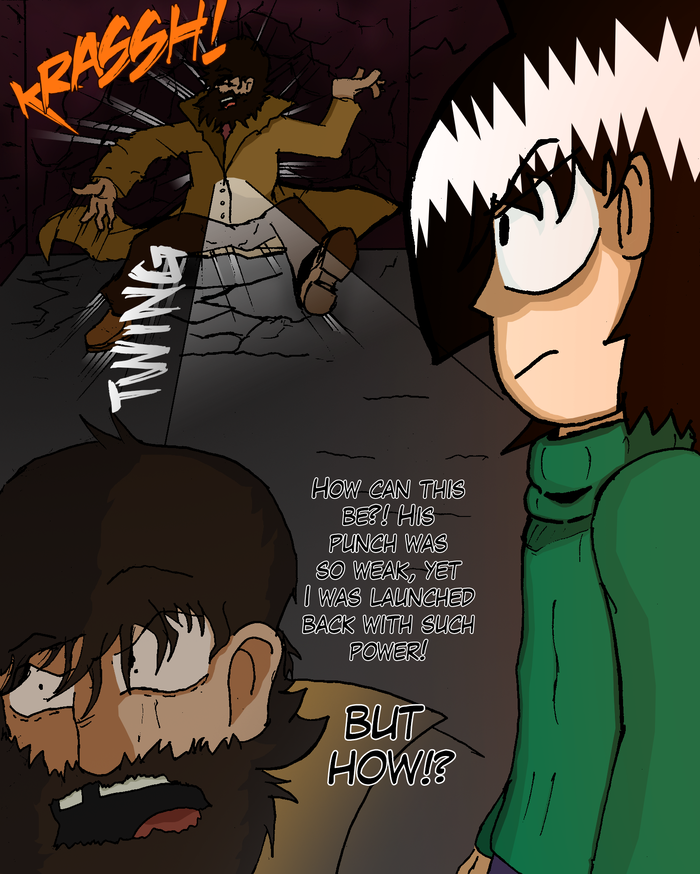 KRASSH!
TWING
HOW CAN THIS
BE?! HIS
PUNCH WAS
SO WEAK, YET
I WAS LAUNCHED
BACK WITH SUCH
POWER!
BUT
HOW!?